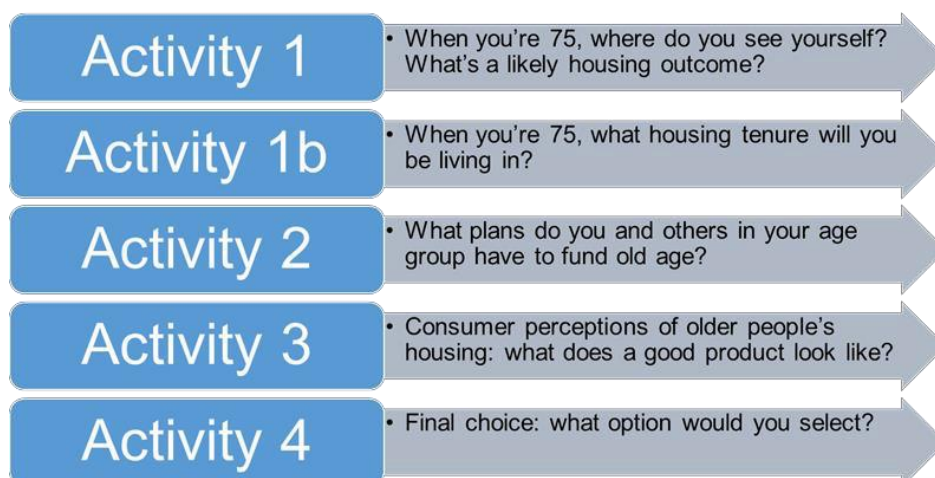 Activity 1
• When you’re 75, where do you see yourself?
What’s a likely housing outcome?
Activity 1b
• When you’re 75, what housing tenure will you
be living in?
Activity 2
• What plans do you and others in your age
group have to fund old age?
Activity 3
• Consumer perceptions of older people’s
housing: what does a good product look like?
Activity 4
• Final choice: what option would you select?